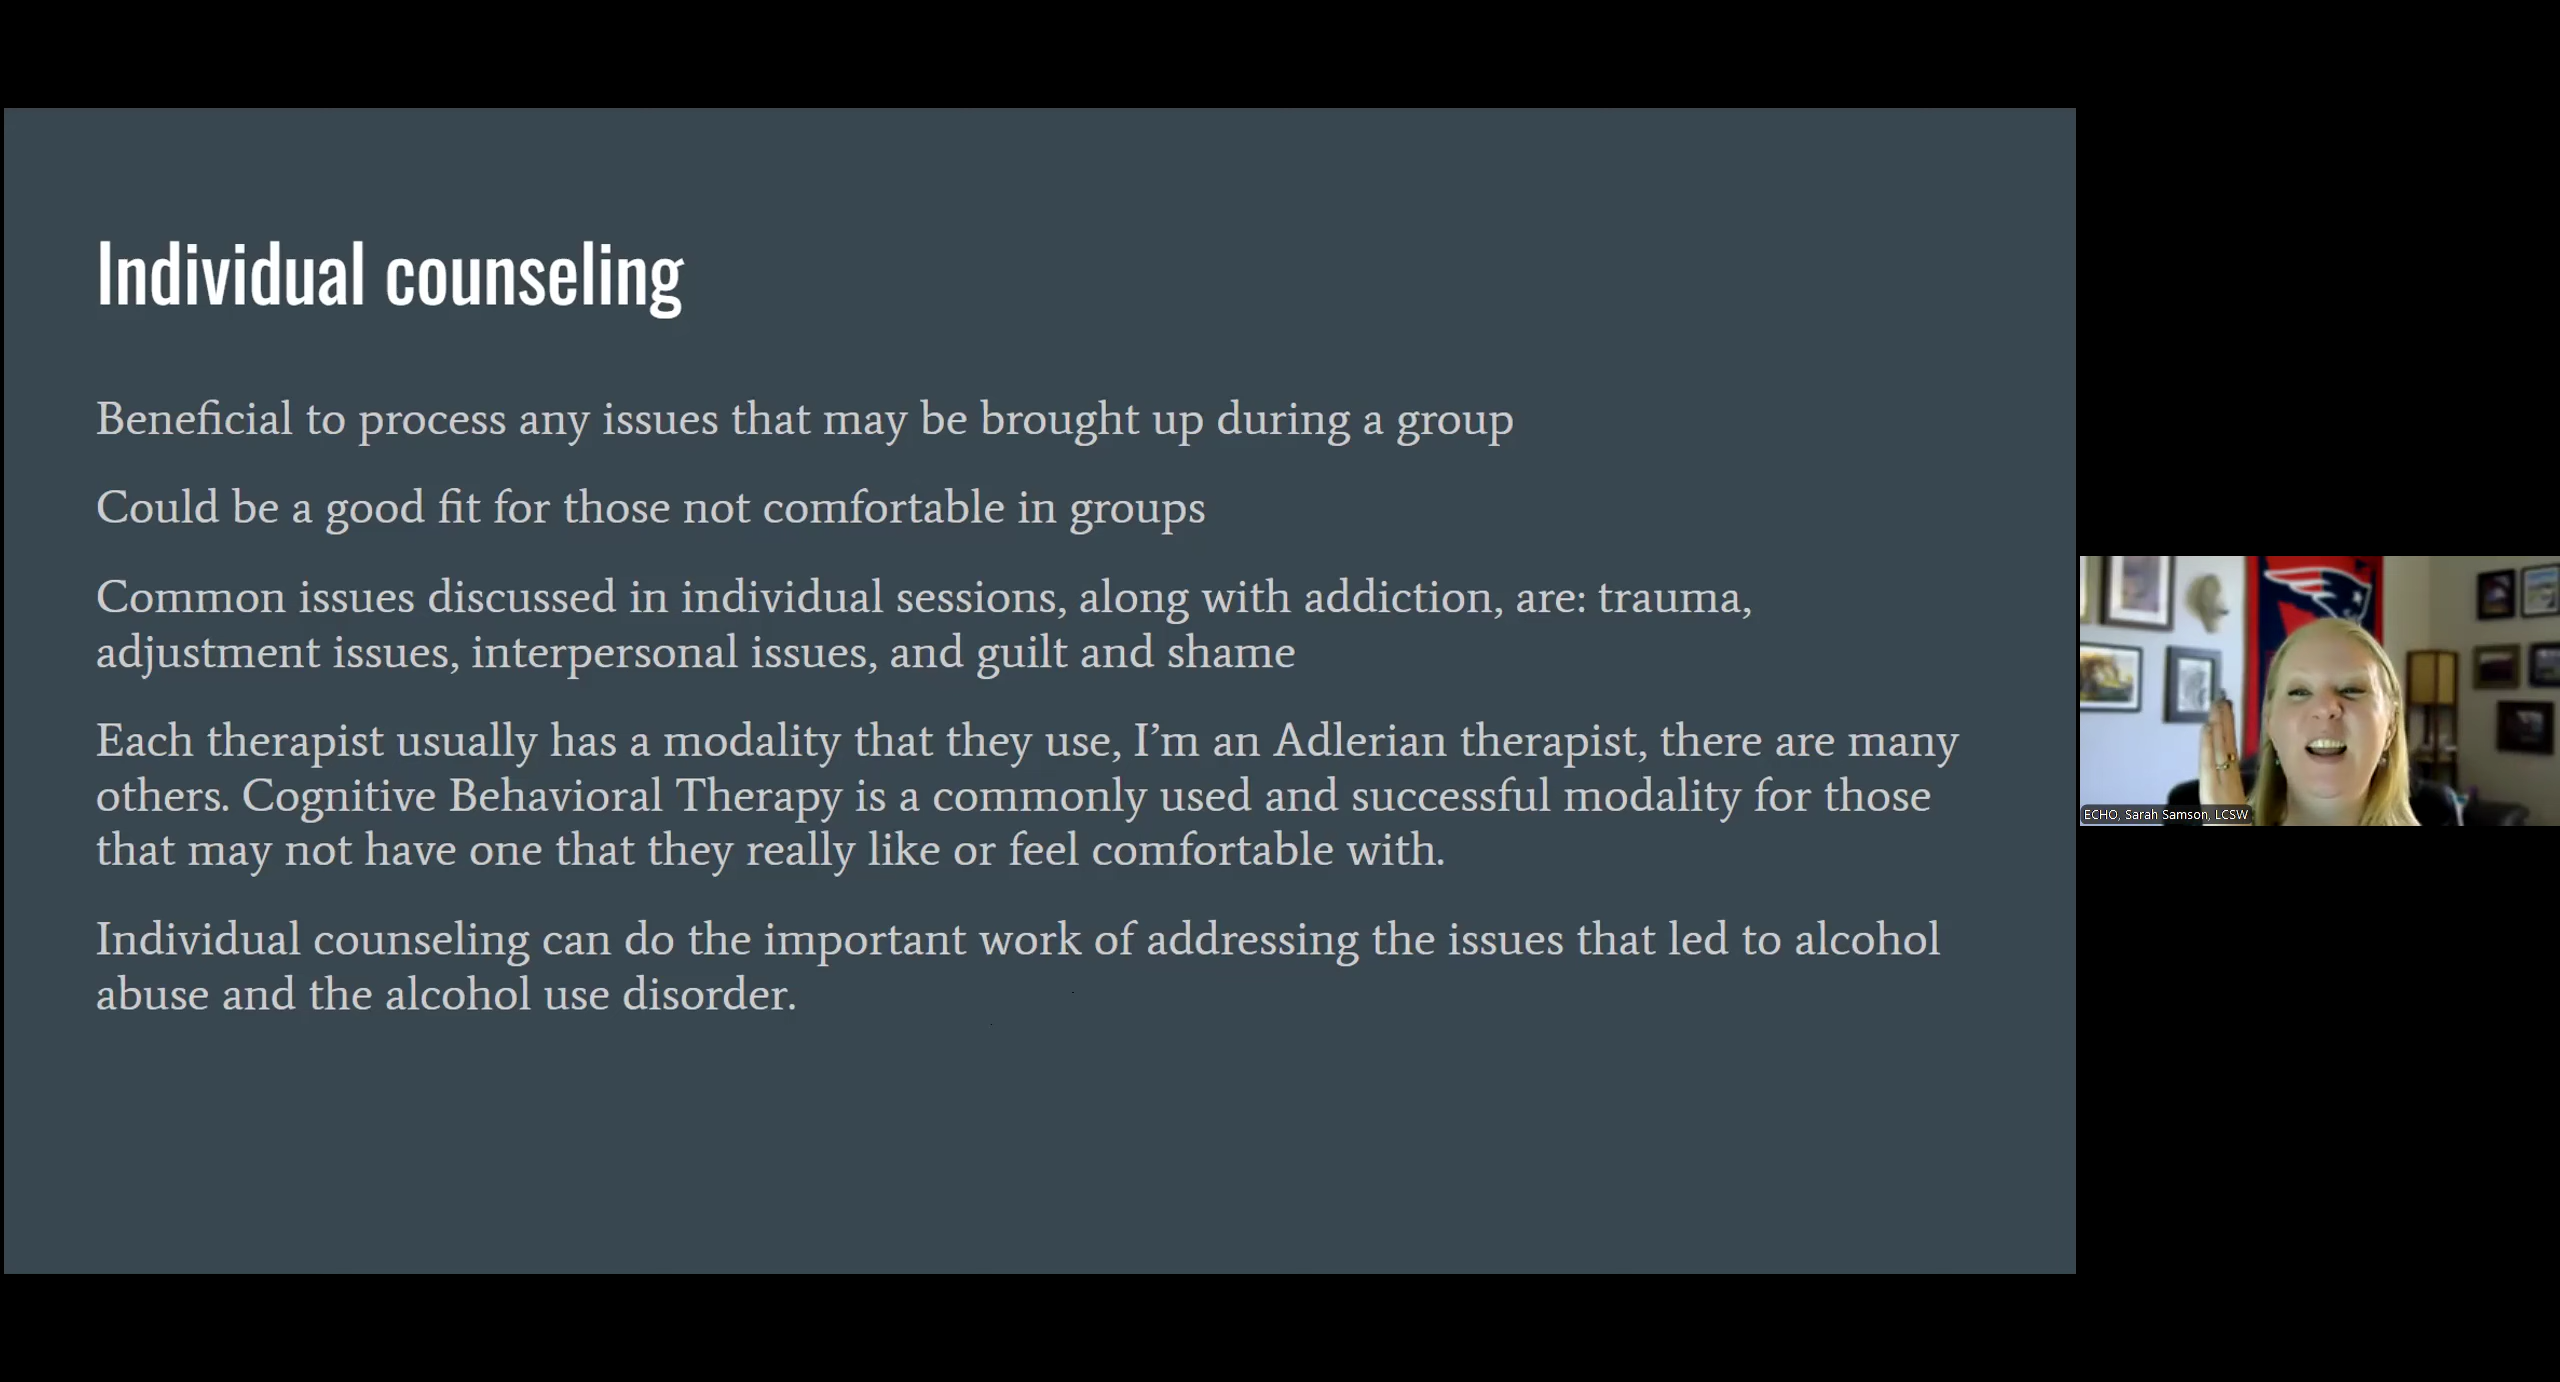 Individual counseling
Beneficial to process any issues that may be brought up during a group
Could be a good fit for those not comfortable in groups
Common issues discussed in individual sessions, along with addiction, are: trauma,
adjustment issues, interpersonal issues, and guilt and shame
Each therapist usually has a modality that they use, I’m an Adlerian therapist, there are many
others. Cognitive Behavioral Therapy is a commonly used and successful modality for those
that may not have one that they really like or feel comfortable with.
Individual counseling can do the important work of addressing the issues that led to alcohol
abuse and the alcohol use disorder.
ECHO, Sarah Samson, LCSW